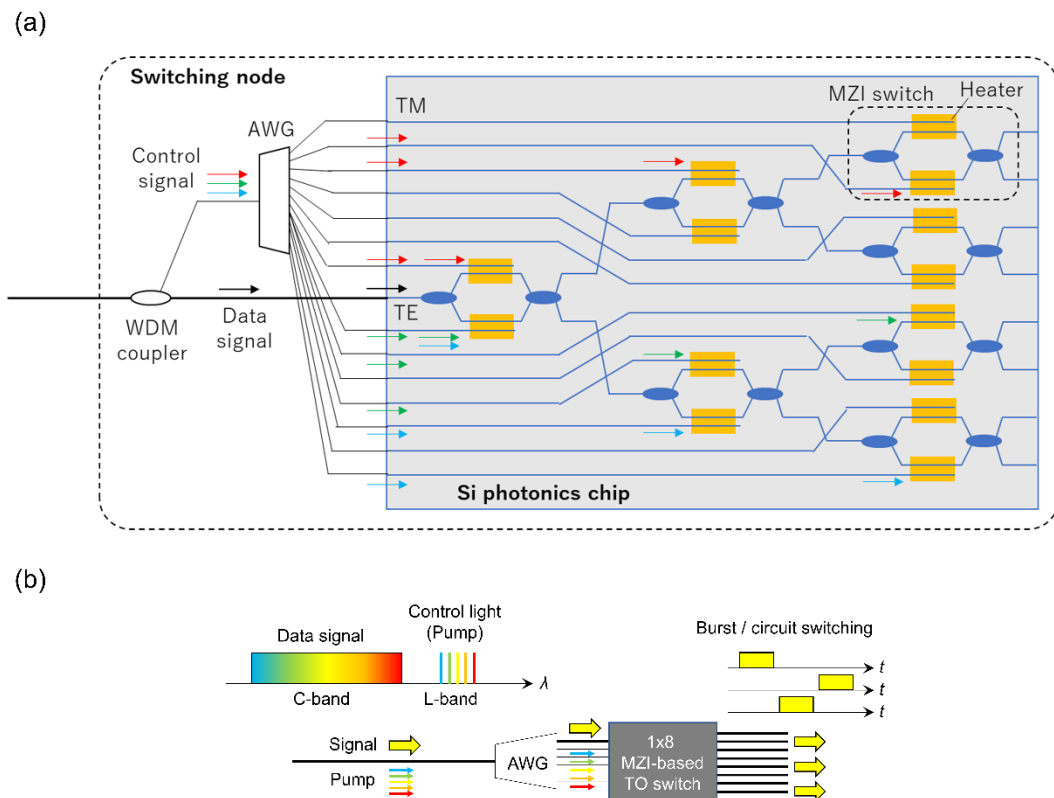 (a)
Switching node
AWG
Control
signal
TM
MZI switch
Heater
WDM
coupler
Data
signal
TE
Si photonics chip
(b)
Data signal
Control light
(Pump)
C-band
L-band
λ
Burst / circuit switching
t
t
t
Signal
Pump
AWG
1x8
MZI-based
TO switch